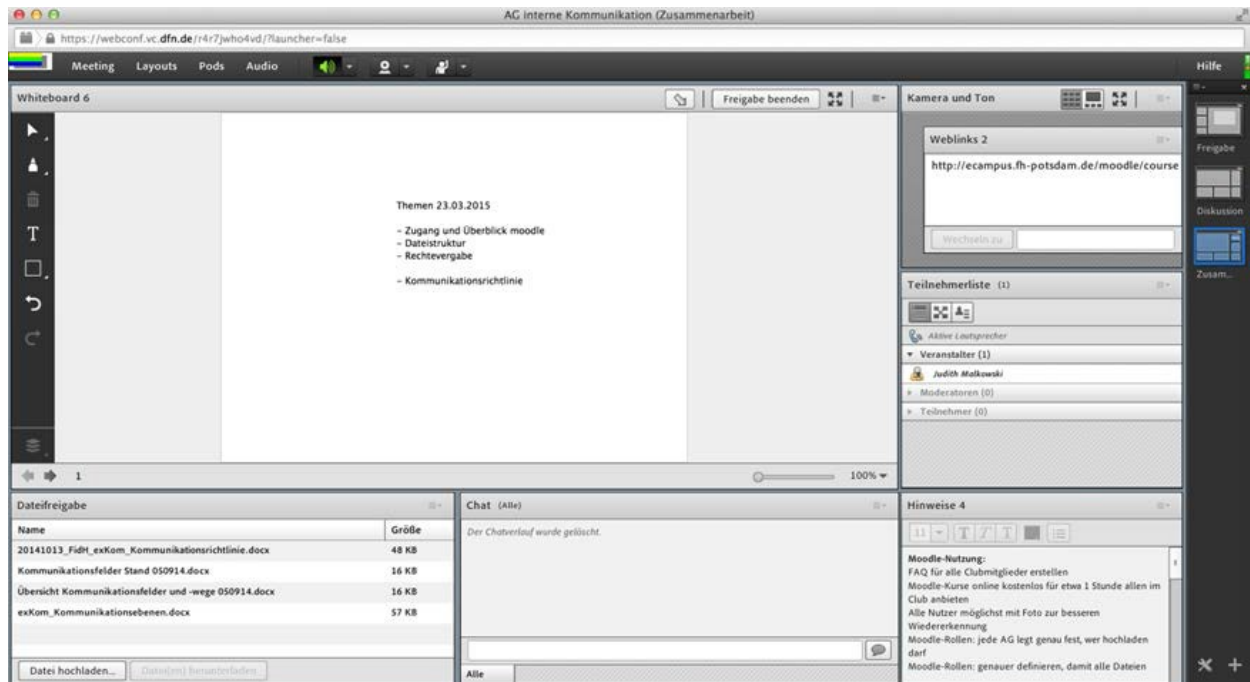 AG interne Kommunikation (Zusammenarbeit)
https://webconf.vc.dfn.de/r4r7jwho4vd/?launcher=false
Meeting Layouts Pods Audio Hilfe
Whiteboard 6 Freigabe beenden
Themen 23.03.2015
– Zugang und Überblick moodle
– Dateistruktur
– Rechtevergabe
– Kommunikationsrichtlinie
1 100%
Kamera und Ton
Weblinks 2
http://ecampus.fh-potsdam.de/moodle/course
Wechseln zu
Teilnehmerliste (1)
Aktive Lautsprecher
Veranstalter (1)
Judith Malkowski
Moderatoren (0)
Teilnehmer (0)
Freigabe
Diskussion
Zusam...
Dateifreigabe
Name Größe
20141013_FidH_exKom_Kommunikationsrichtlinie.docx 48 KB
Kommunikationsfelder Stand 050914.docx 16 KB
Übersicht Kommunikationsfelder und -wege 050914.docx 16 KB
exKom_Kommunikationsebenen.docx 57 KB
Datei hochladen... Datei(en) herunterladen
Chat (Alle)
Der Chatverlauf wurde gelöscht.
Alle
Hinweise 4
11 T T T
Moodle-Nutzung:
FAQ für alle Clubmitglieder erstellen
Moodle-Kurse online kostenlos für etwa 1 Stunde allen im
Club anbieten
Alle Nutzer möglichst mit Foto zur besseren
Wiedererkennung
Moodle-Rollen: jede AG legt genau fest, wer hochladen
darf
Moodle-Rollen: genauer definieren, damit alle Dateien